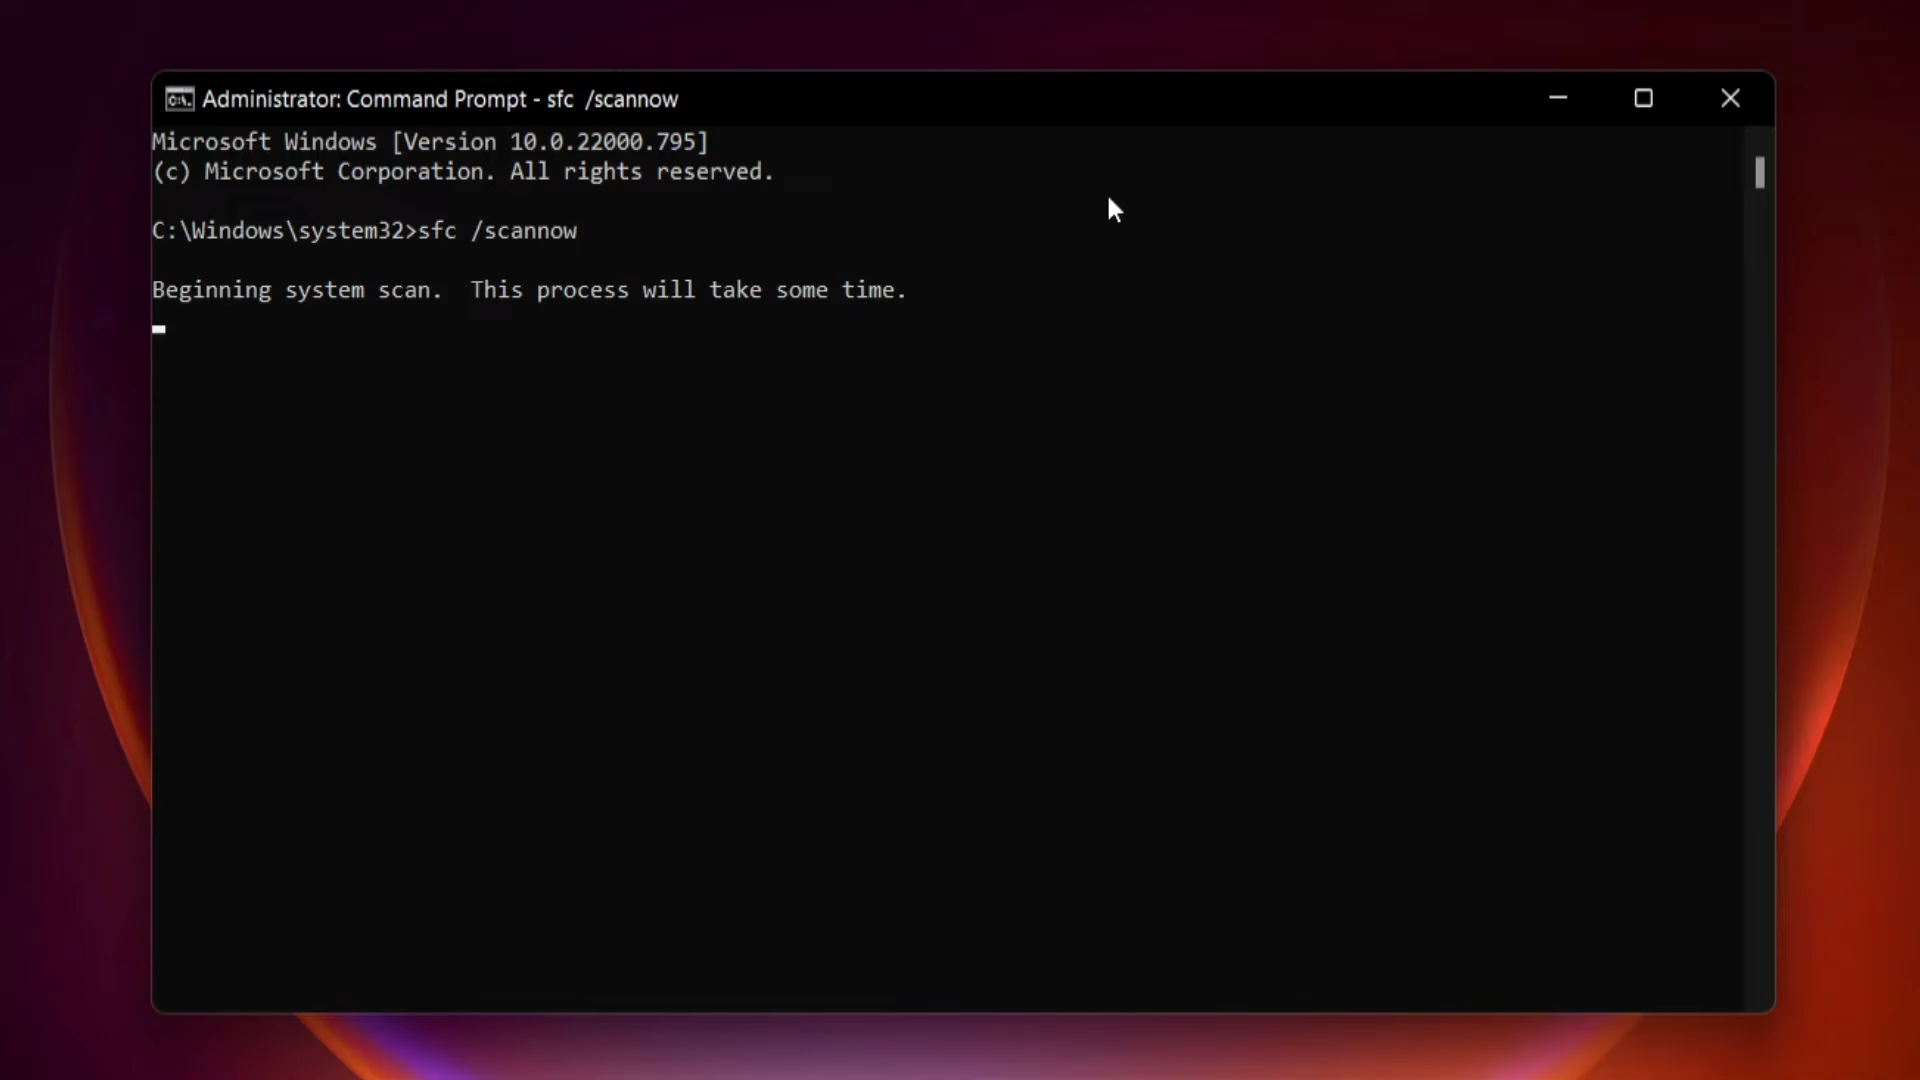 Administrator: Command Prompt - sfc  /scannow
Microsoft Windows [Version 10.0.22000.795]
(c) Microsoft Corporation. All rights reserved.
C:\Windows\system32>sfc /scannow
Beginning system scan.  This process will take some time.